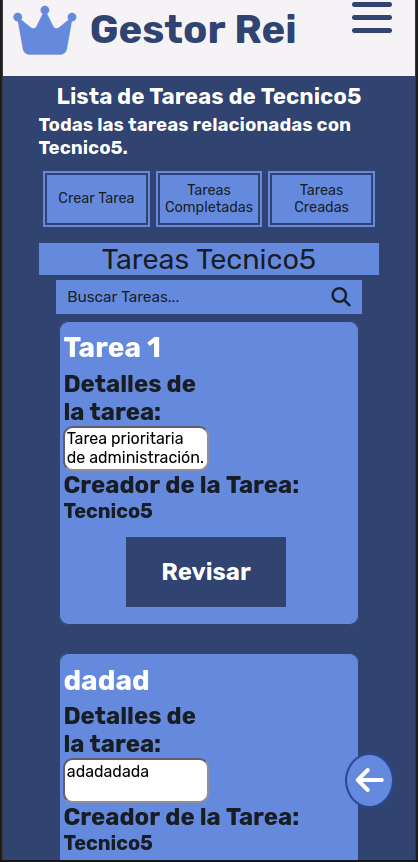 Gestor Rei
Lista de Tareas de Tecnico5
Todas las tareas relacionadas con
Tecnico5.
Crear Tarea
Tareas
Completadas
Tareas
Creadas
Tareas Tecnico5
Buscar Tareas...
Tarea 1
Detalles de
la tarea:
Tarea prioritaria
de administración.
Creador de la Tarea:
Tecnico5
Revisar
dadad
Detalles de
la tarea:
adadadada
Creador de la Tarea:
Tecnico5